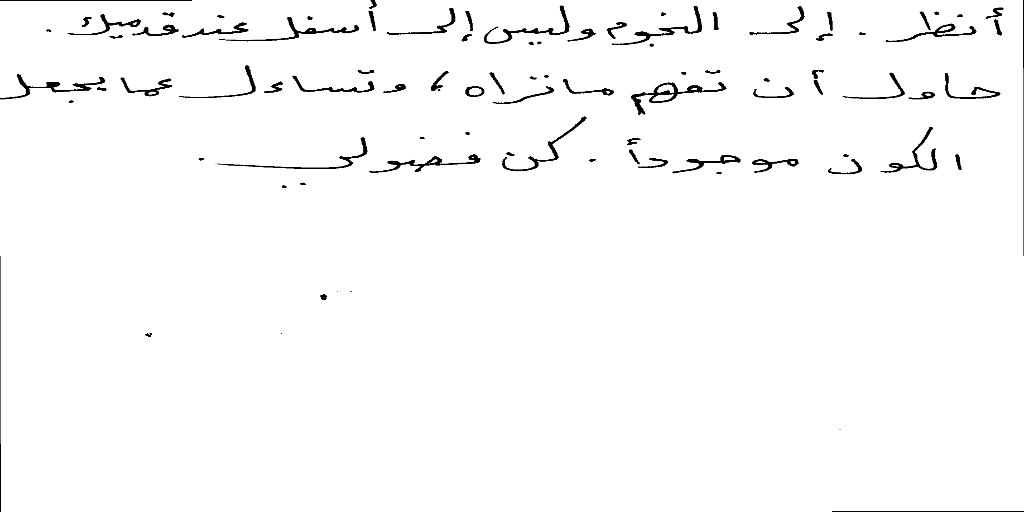 أنظر . إلى النجوم وليس إلى أسفل عند قدميك .
حاول أن تفهم ما تراه ، وتساءل عما يجعل
الكون موجوداً . كن فضولي .